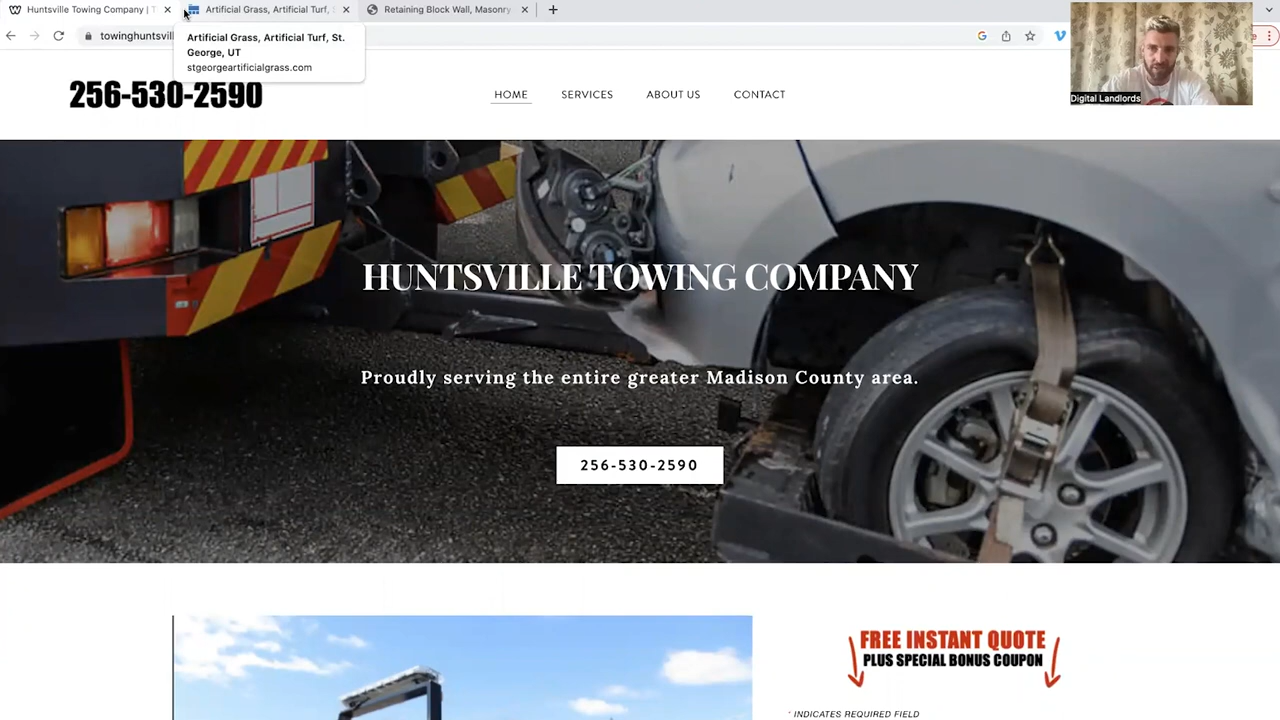 Huntsville Towing Company | T
Artificial Grass, Artificial Turf, S
Retaining Block Wall, Masonry
towinghuntsvil
Artificial Grass, Artificial Turf, St.
George, UT
stgeorgeartificialgrass.com
Digital Landlords
256-530-2590
HOME
SERVICES
ABOUT US
CONTACT
HUNTSVILLE TOWING COMPANY
Proudly serving the entire greater Madison County area.
256-530-2590
FREE INSTANT QUOTE
PLUS SPECIAL BONUS COUPON
* INDICATES REQUIRED FIELD